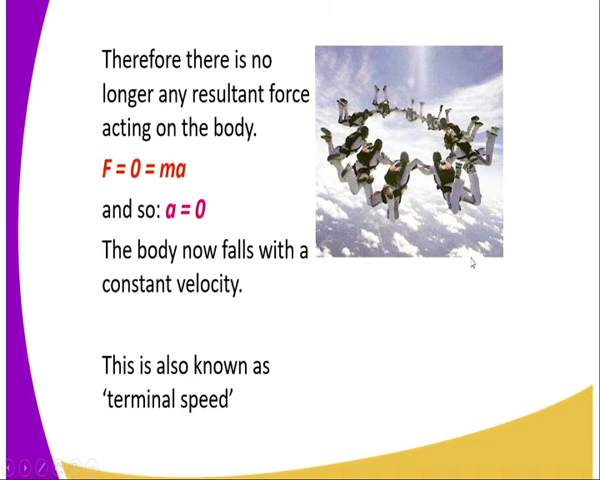 Therefore there is no
longer any resultant force
acting on the body.
F = 0 = ma
and so: a = 0
The body now falls with a
constant velocity.
This is also known as
‘terminal speed’